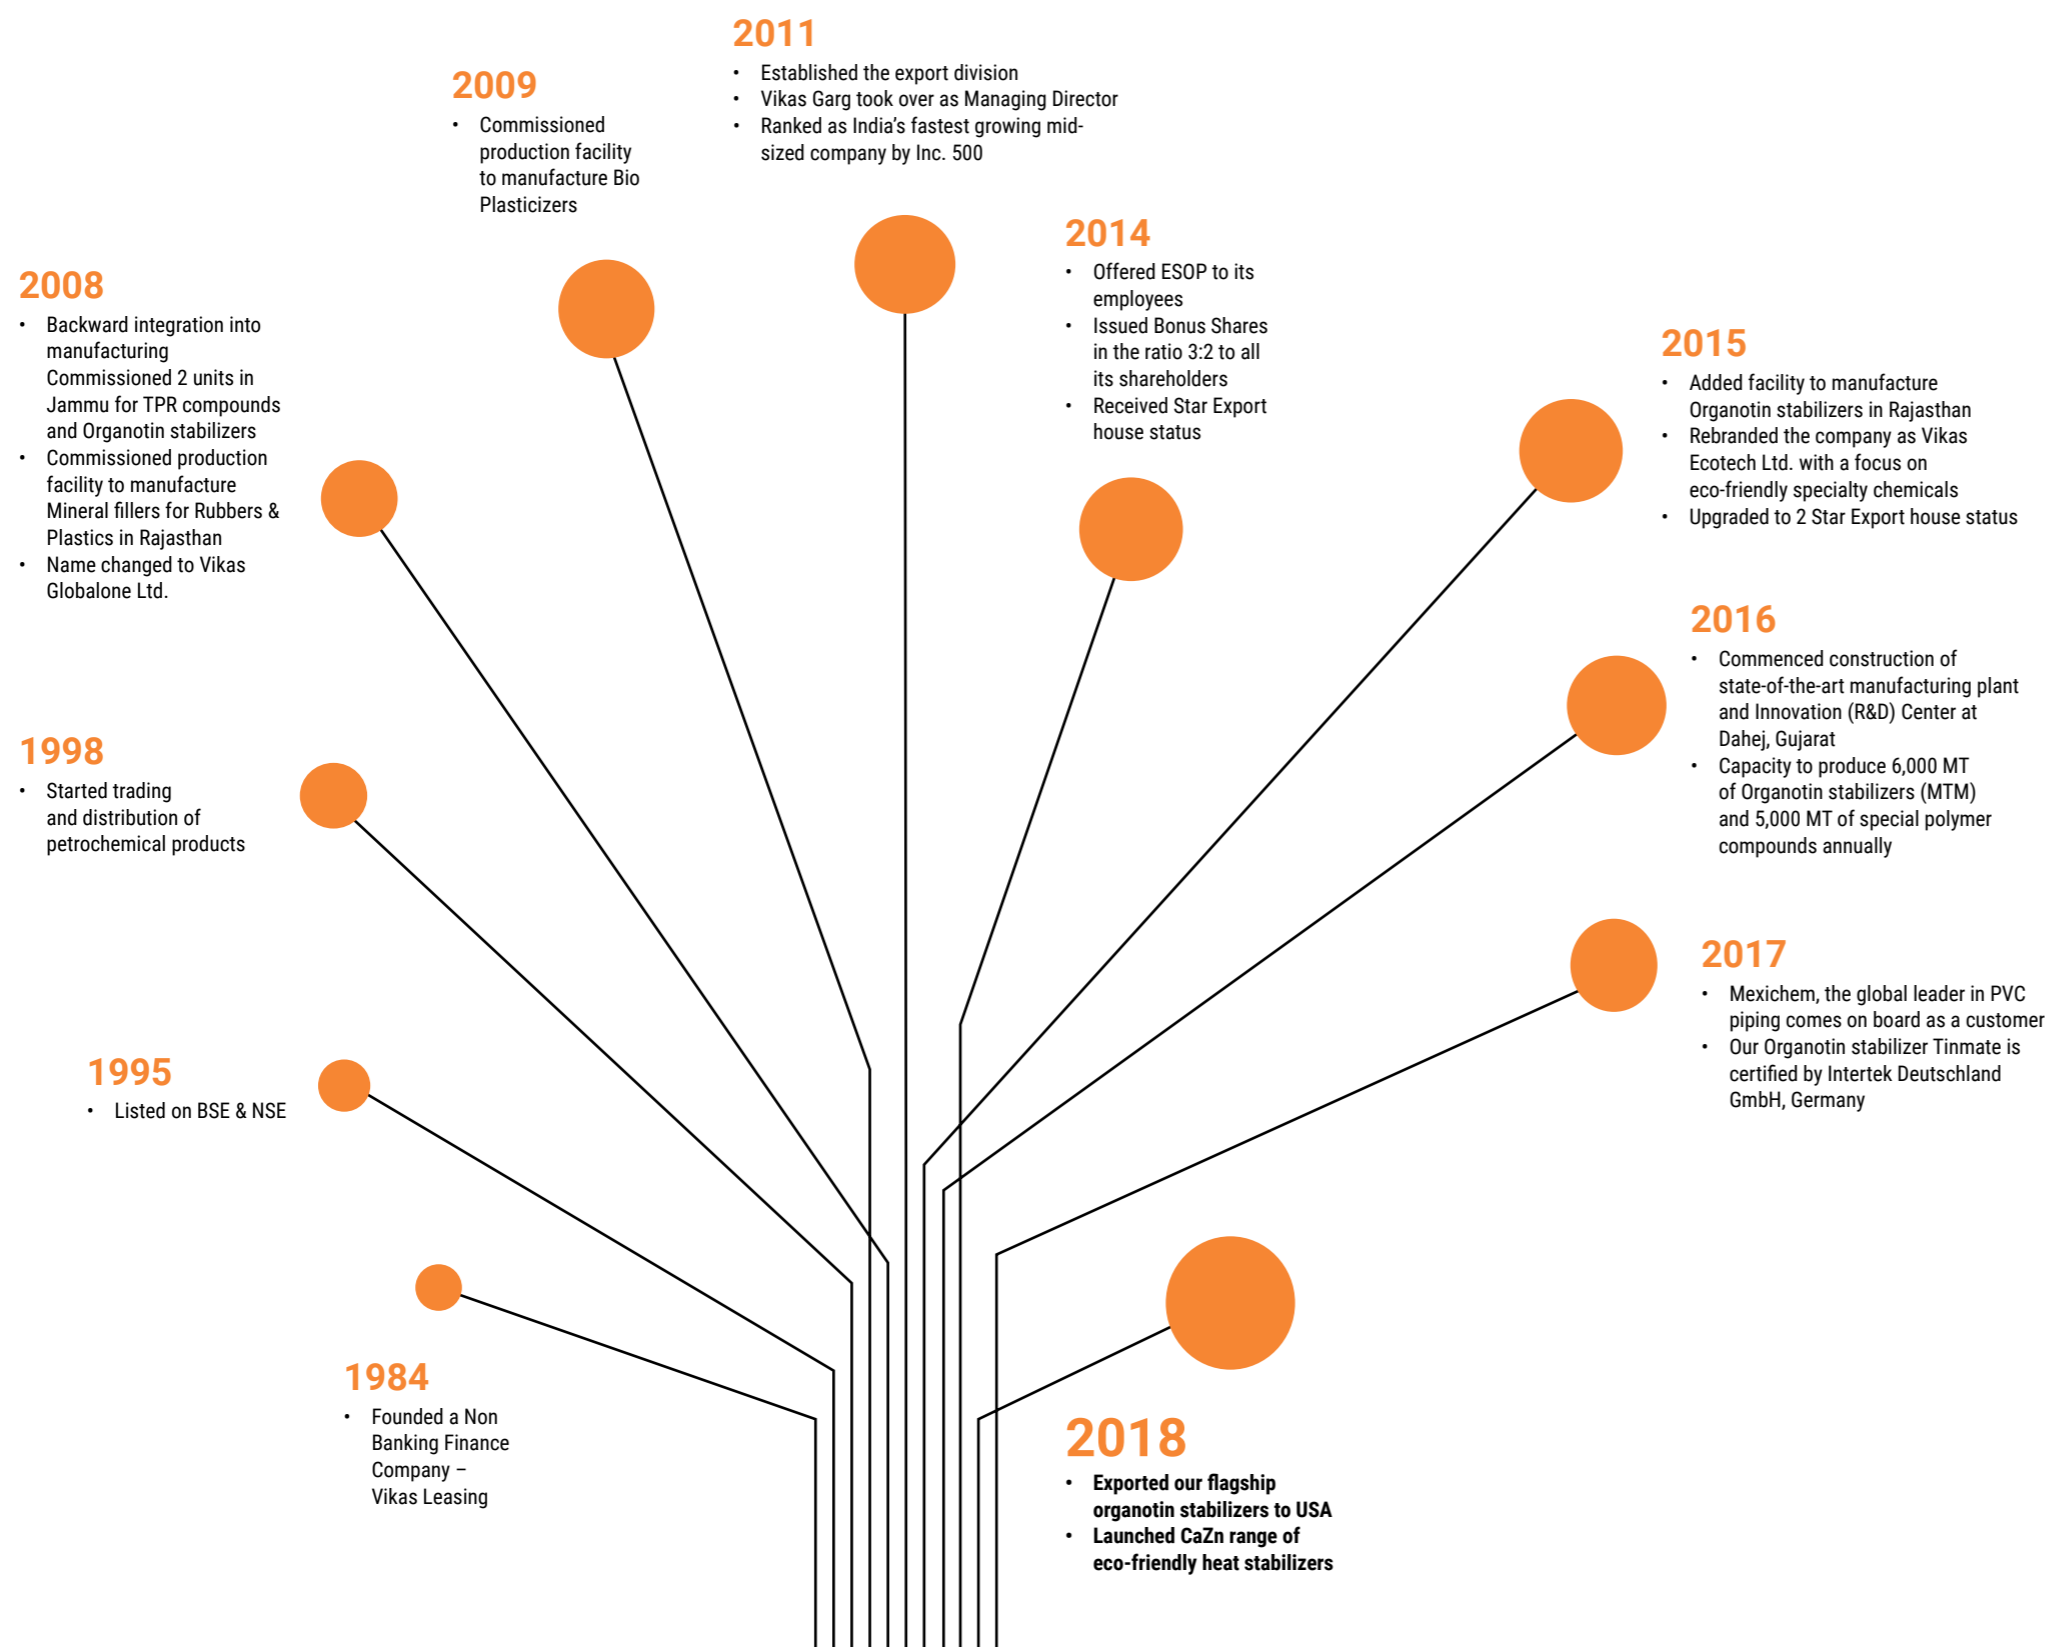 2011
• Established the export division
• Vikas Garg took over as Managing Director
• Ranked as India's fastest growing mid-
sized company by Inc. 500
2009
• Commissioned
production facility
to manufacture Bio
Plasticizers
2014
• Offered ESOP to its
employees
• Issued Bonus Shares
in the ratio 3:2 to all
its shareholders
• Received Star Export
house status
2008
• Backward integration into
manufacturing
Commissioned 2 units in
Jammu for TPR compounds
and Organotin stabilizers
• Commissioned production
facility to manufacture
Mineral fillers for Rubbers &
Plastics in Rajasthan
• Name changed to Vikas
Globalone Ltd.
2015
• Added facility to manufacture
Organotin stabilizers in Rajasthan
• Rebranded the company as Vikas
Ecotech Ltd. with a focus on
eco-friendly specialty chemicals
• Upgraded to 2 Star Export house status
2016
• Commenced construction of
state-of-the-art manufacturing plant
and Innovation (R&D) Center at
Dahej, Gujarat
• Capacity to produce 6,000 MT
of Organotin stabilizers (MTM)
and 5,000 MT of special polymer
compounds annually
1998
• Started trading
and distribution of
petrochemical products
2017
• Mexichem, the global leader in PVC
piping comes on board as a customer
• Our Organotin stabilizer Tinmate is
certified by Intertek Deutschland
GmbH, Germany
1995
• Listed on BSE & NSE
1984
• Founded a Non
Banking Finance
Company –
Vikas Leasing
2018
• Exported our flagship
organotin stabilizers to USA
• Launched CaZn range of
eco-friendly heat stabilizers